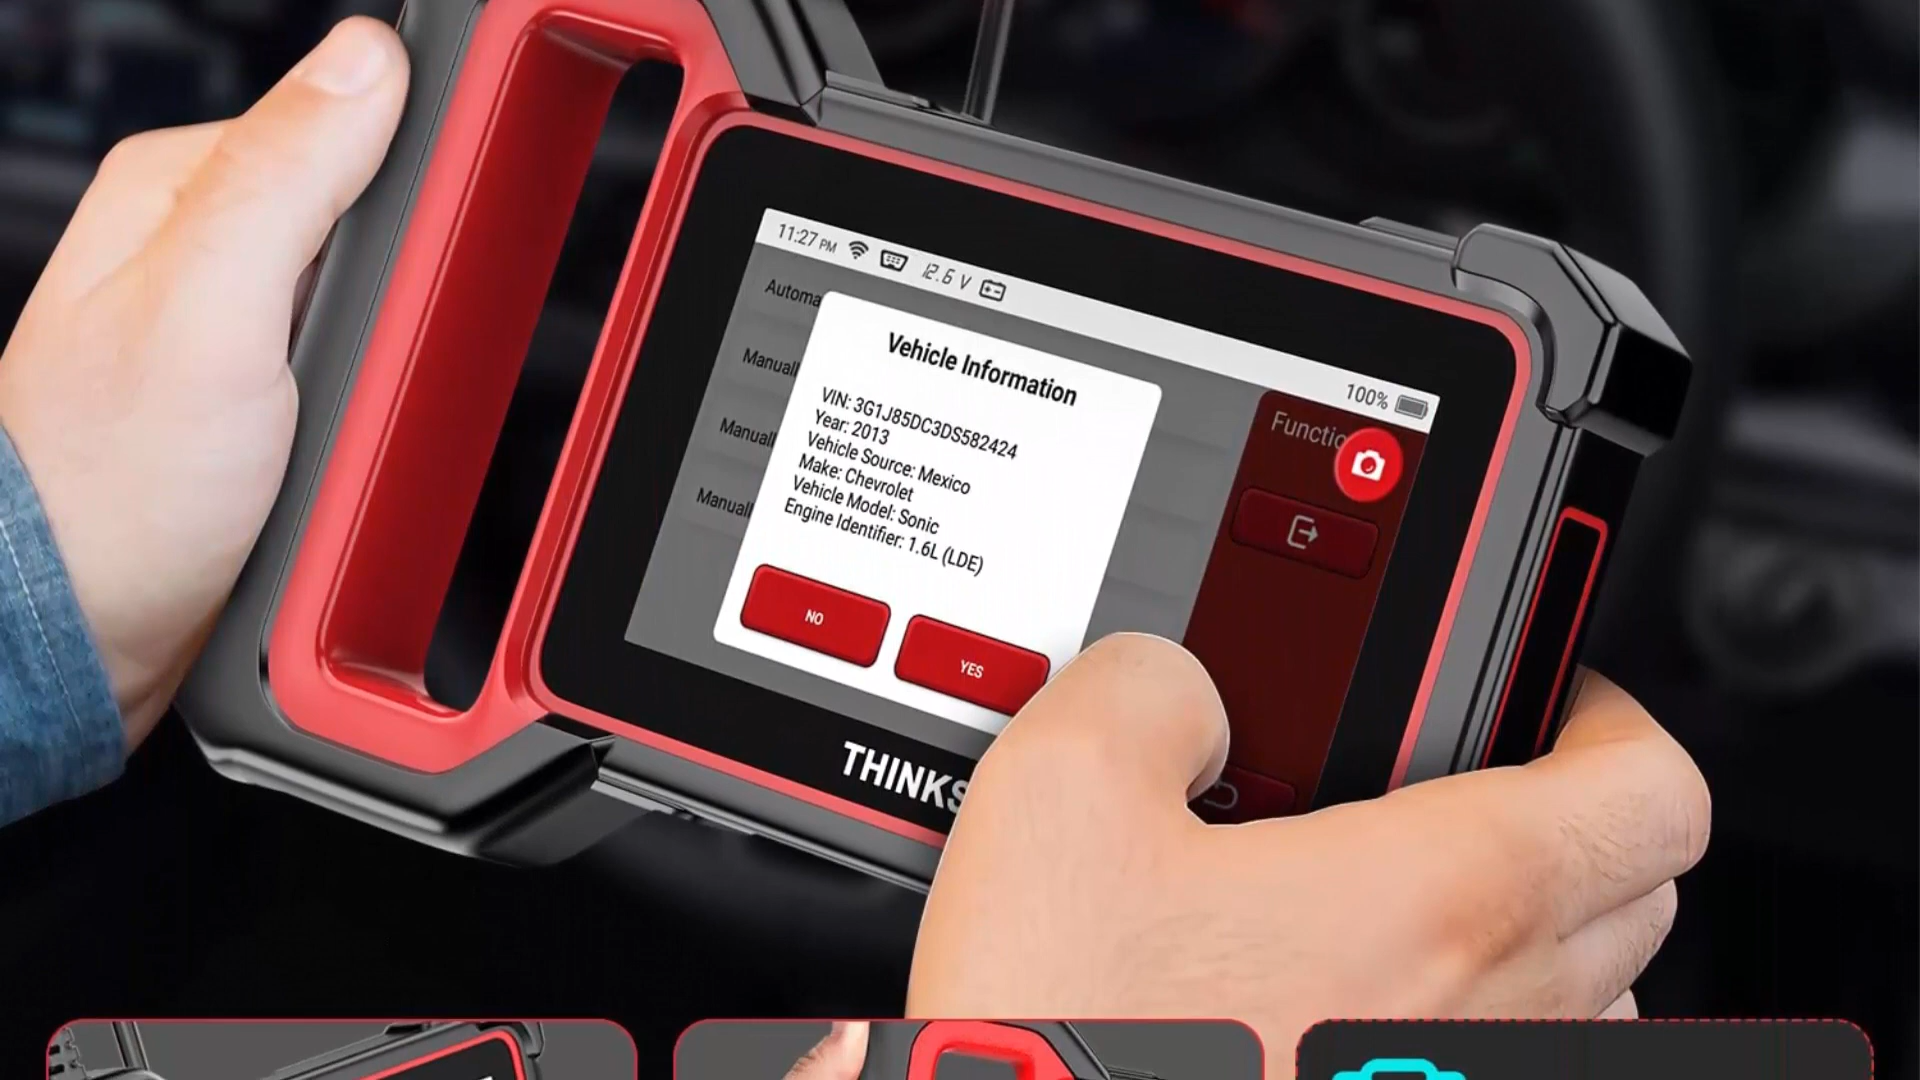 11:27 PM 12.6 V 100%
Automa
Manuall
Manuall
Manuall
Vehicle Information
VIN: 3G1J85DC3DS582424
Year: 2013
Vehicle Source: Mexico
Make: Chevrolet
Vehicle Model: Sonic
Engine Identifier: 1.6L (LDE)
NO
YES
Functio
THINKS